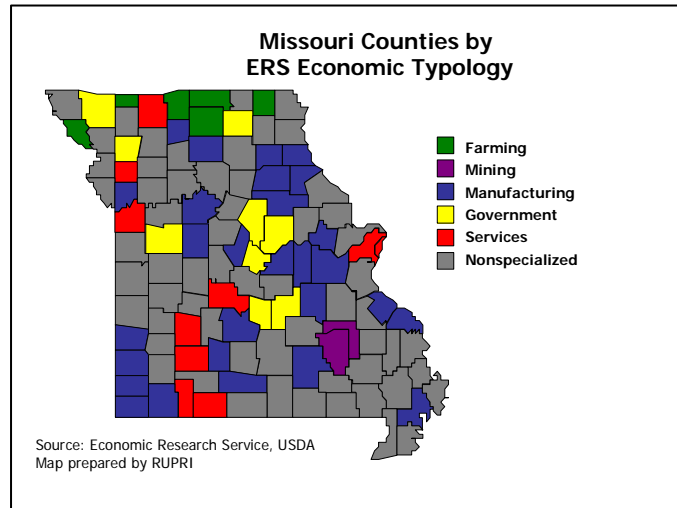 Missouri Counties by
ERS Economic Typology
Farming
Mining
Manufacturing
Government
Services
Nonspecialized
Source: Economic Research Service, USDA
Map prepared by RUPRI